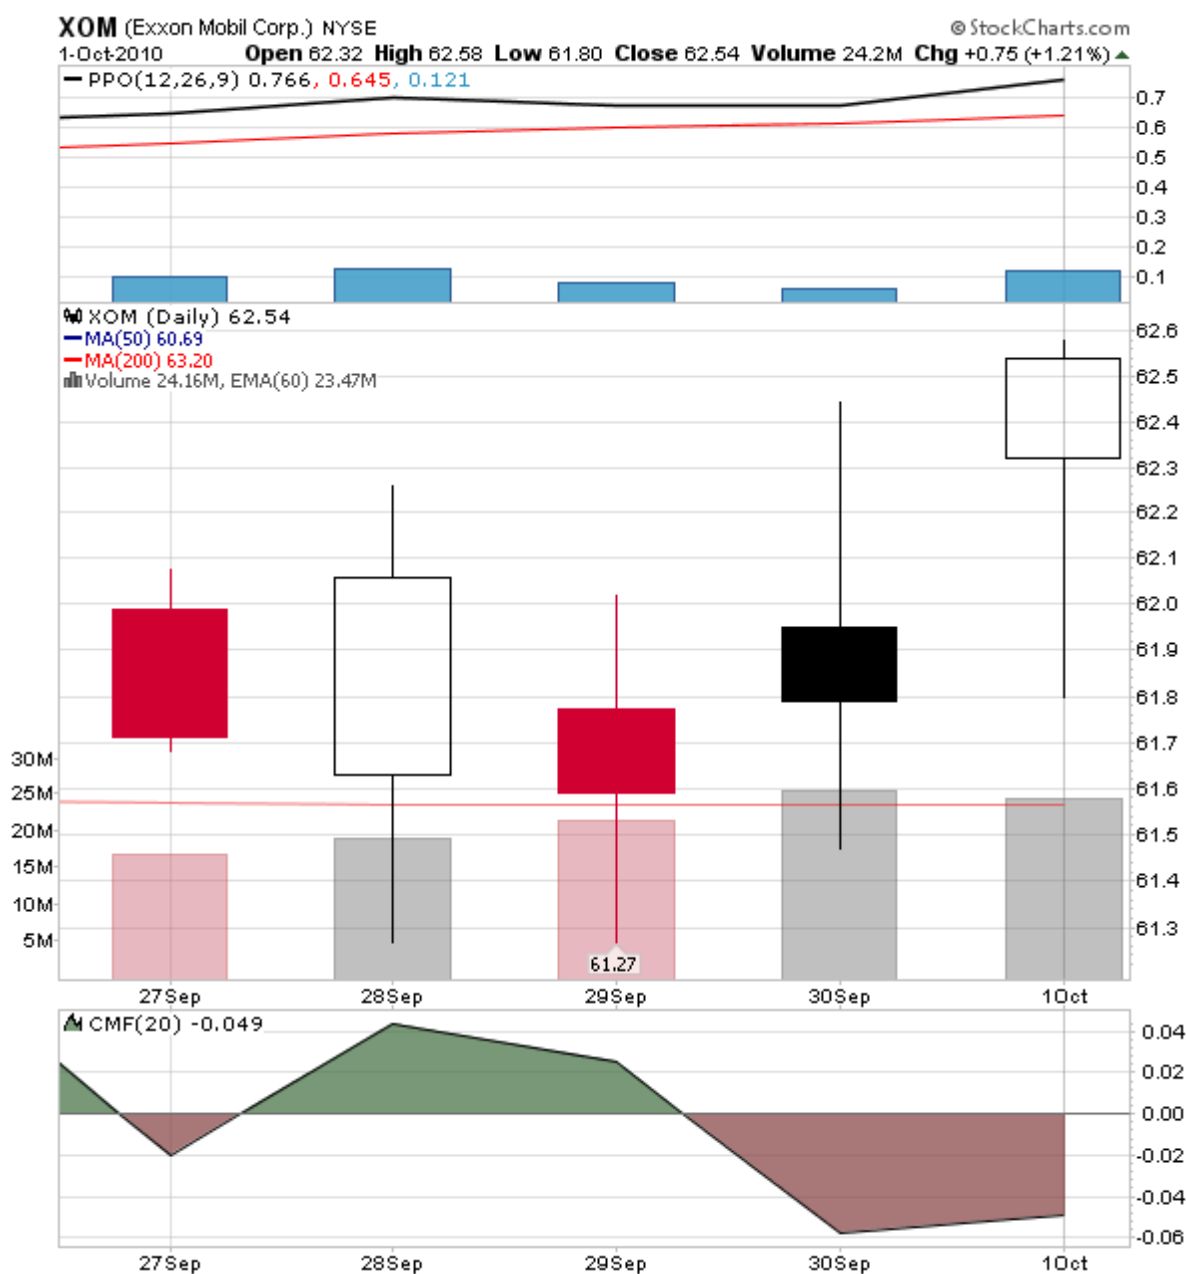 XOM (Exxon Mobil Corp.) NYSE © StockCharts.com
1-Oct-2010 Open 62.32 High 62.58 Low 61.80 Close 62.54 Volume 24.2M Chg +0.75 (+1.21%)
PPO(12,26,9) 0.766, 0.645, 0.121
0.7
0.6
0.5
0.4
0.3
0.2
0.1
XOM (Daily) 62.54
MA(50) 60.69
MA(200) 63.20
Volume 24.16M, EMA(60) 23.47M
62.6
62.5
62.4
62.3
62.2
62.1
62.0
61.9
61.8
61.7
61.6
61.5
61.4
61.3
30M
25M
20M
15M
10M
5M
61.27
27Sep 28Sep 29Sep 30Sep 1Oct
CMF(20) -0.049
0.04
0.02
0.00
-0.02
-0.04
-0.06
27Sep 28Sep 29Sep 30Sep 1Oct